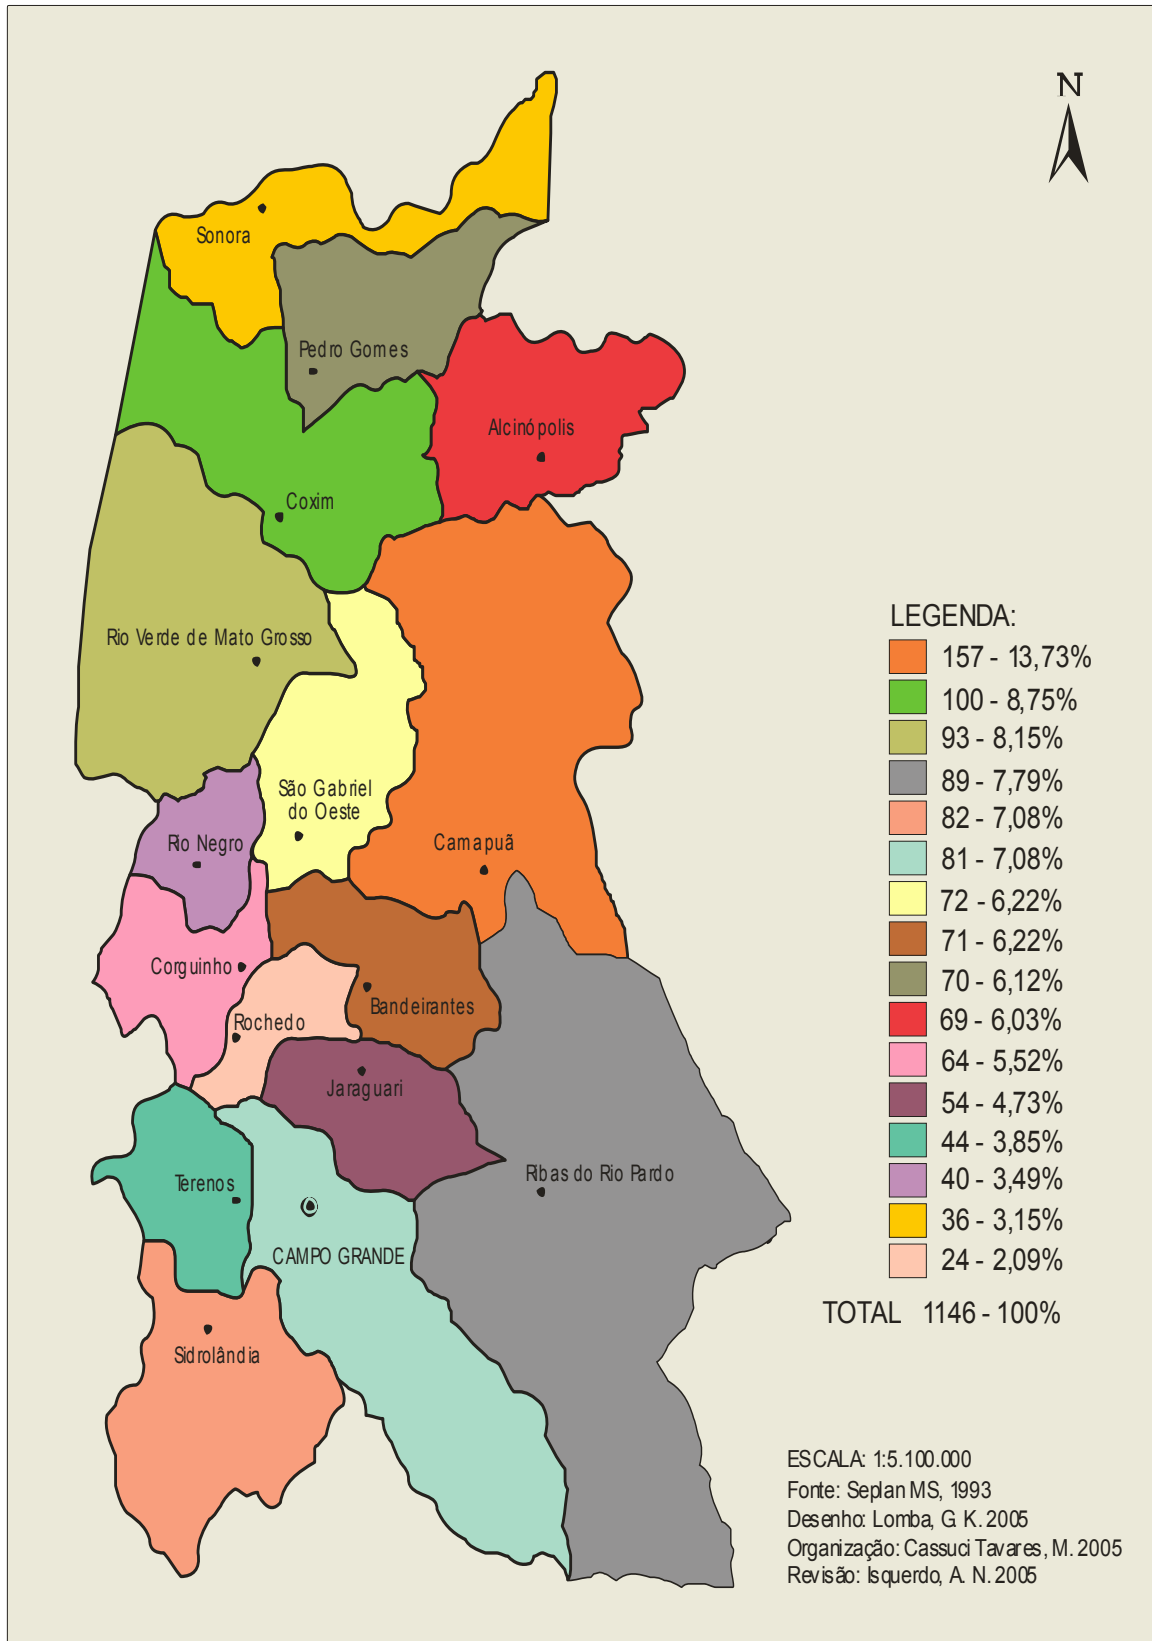 N
Sonora
Pedro Gomes
Alcinópolis
Coxim
Rio Verde de Mato Grosso
São Gabriel
do Oeste
Rio Negro
Camapuã
Corguinho
Bandeirantes
Rochedo
Jaraguari
Terenos
Ribas do Rio Pardo
CAMPO GRANDE
Sidrolândia
LEGENDA:
157 - 13,73%
100 - 8,75%
93 - 8,15%
89 - 7,79%
82 - 7,08%
81 - 7,08%
72 - 6,22%
71 - 6,22%
70 - 6,12%
69 - 6,03%
64 - 5,52%
54 - 4,73%
44 - 3,85%
40 - 3,49%
36 - 3,15%
24 - 2,09%
TOTAL 1146 - 100%
ESCALA: 1:5.100.000
Fonte: Seplan MS, 1993
Desenho: Lomba, G. K. 2005
Organização: Cassuci Tavares, M. 2005
Revisão: Isquerdo, A. N. 2005